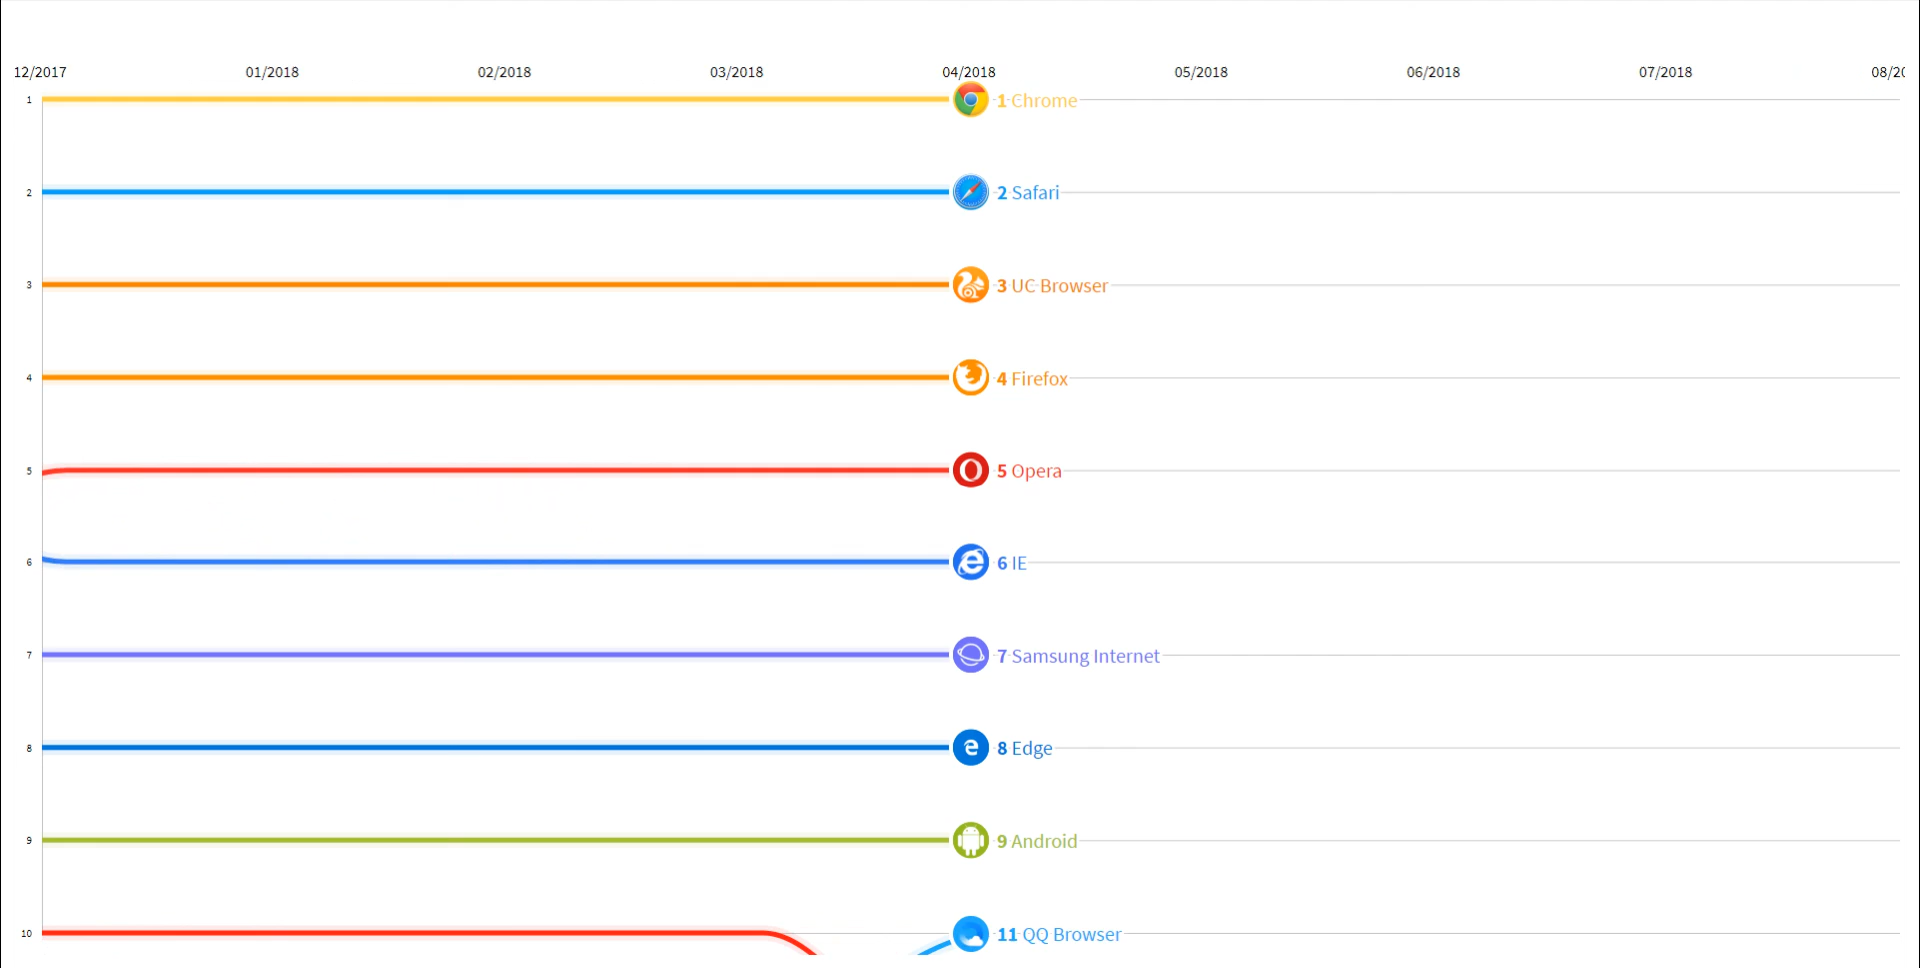 12/2017 01/2018 02/2018 03/2018 04/2018 05/2018 06/2018 07/2018 08/20
1 1 Chrome
2 2 Safari
3 3 UC Browser
4 4 Firefox
5 5 Opera
6 6 IE
7 7 Samsung Internet
8 8 Edge
9 9 Android
10 11 QQ Browser